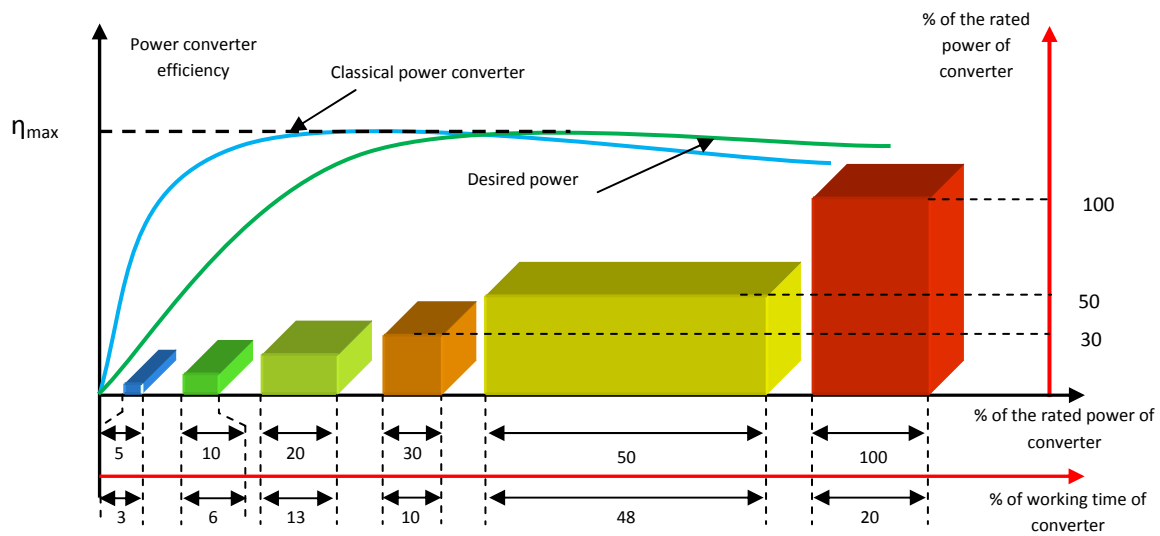 Power converter
efficiency
Classical power converter
% of the rated
power of
converter
ηmax
Desired power
100
50
30
% of the rated power of
converter
5
10
20
30
50
100
3
6
13
10
48
20
% of working time of
converter